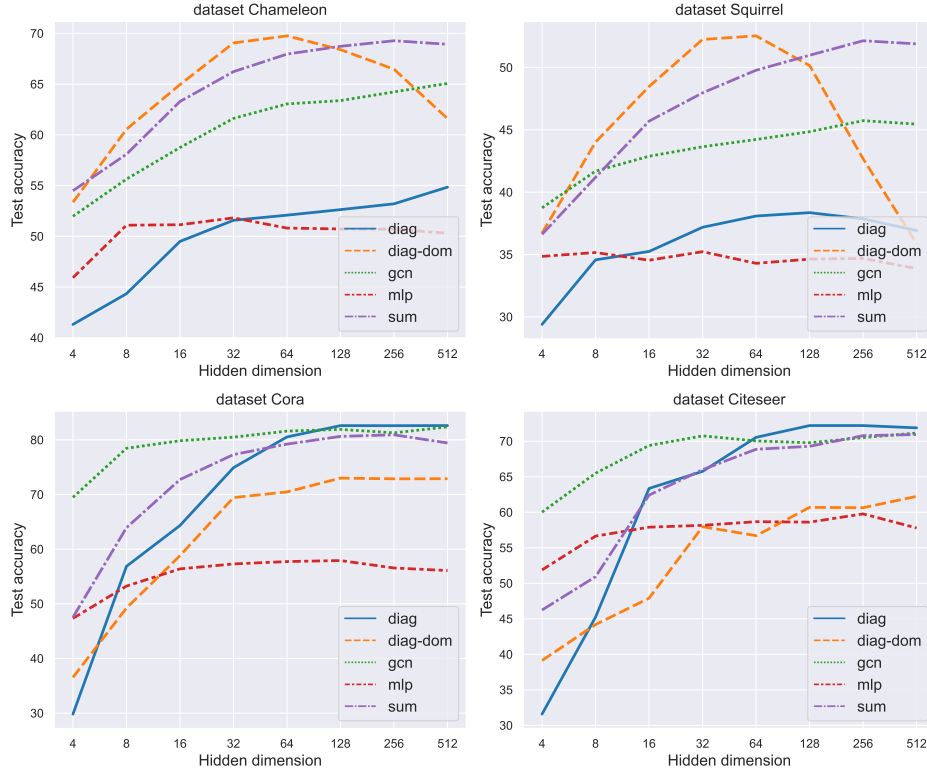 dataset Chameleon
Test accuracy
70
65
60
55
50
45
40
4 8 16 32 64 128 256 512
Hidden dimension
diag
diag-dom
gcn
mlp
sum
dataset Squirrel
Test accuracy
50
45
40
35
30
4 8 16 32 64 128 256 512
Hidden dimension
diag
diag-dom
gcn
mlp
sum
dataset Cora
Test accuracy
80
70
60
50
40
30
4 8 16 32 64 128 256 512
Hidden dimension
diag
diag-dom
gcn
mlp
sum
dataset Citeseer
Test accuracy
70
65
60
55
50
45
40
35
30
4 8 16 32 64 128 256 512
Hidden dimension
diag
diag-dom
gcn
mlp
sum